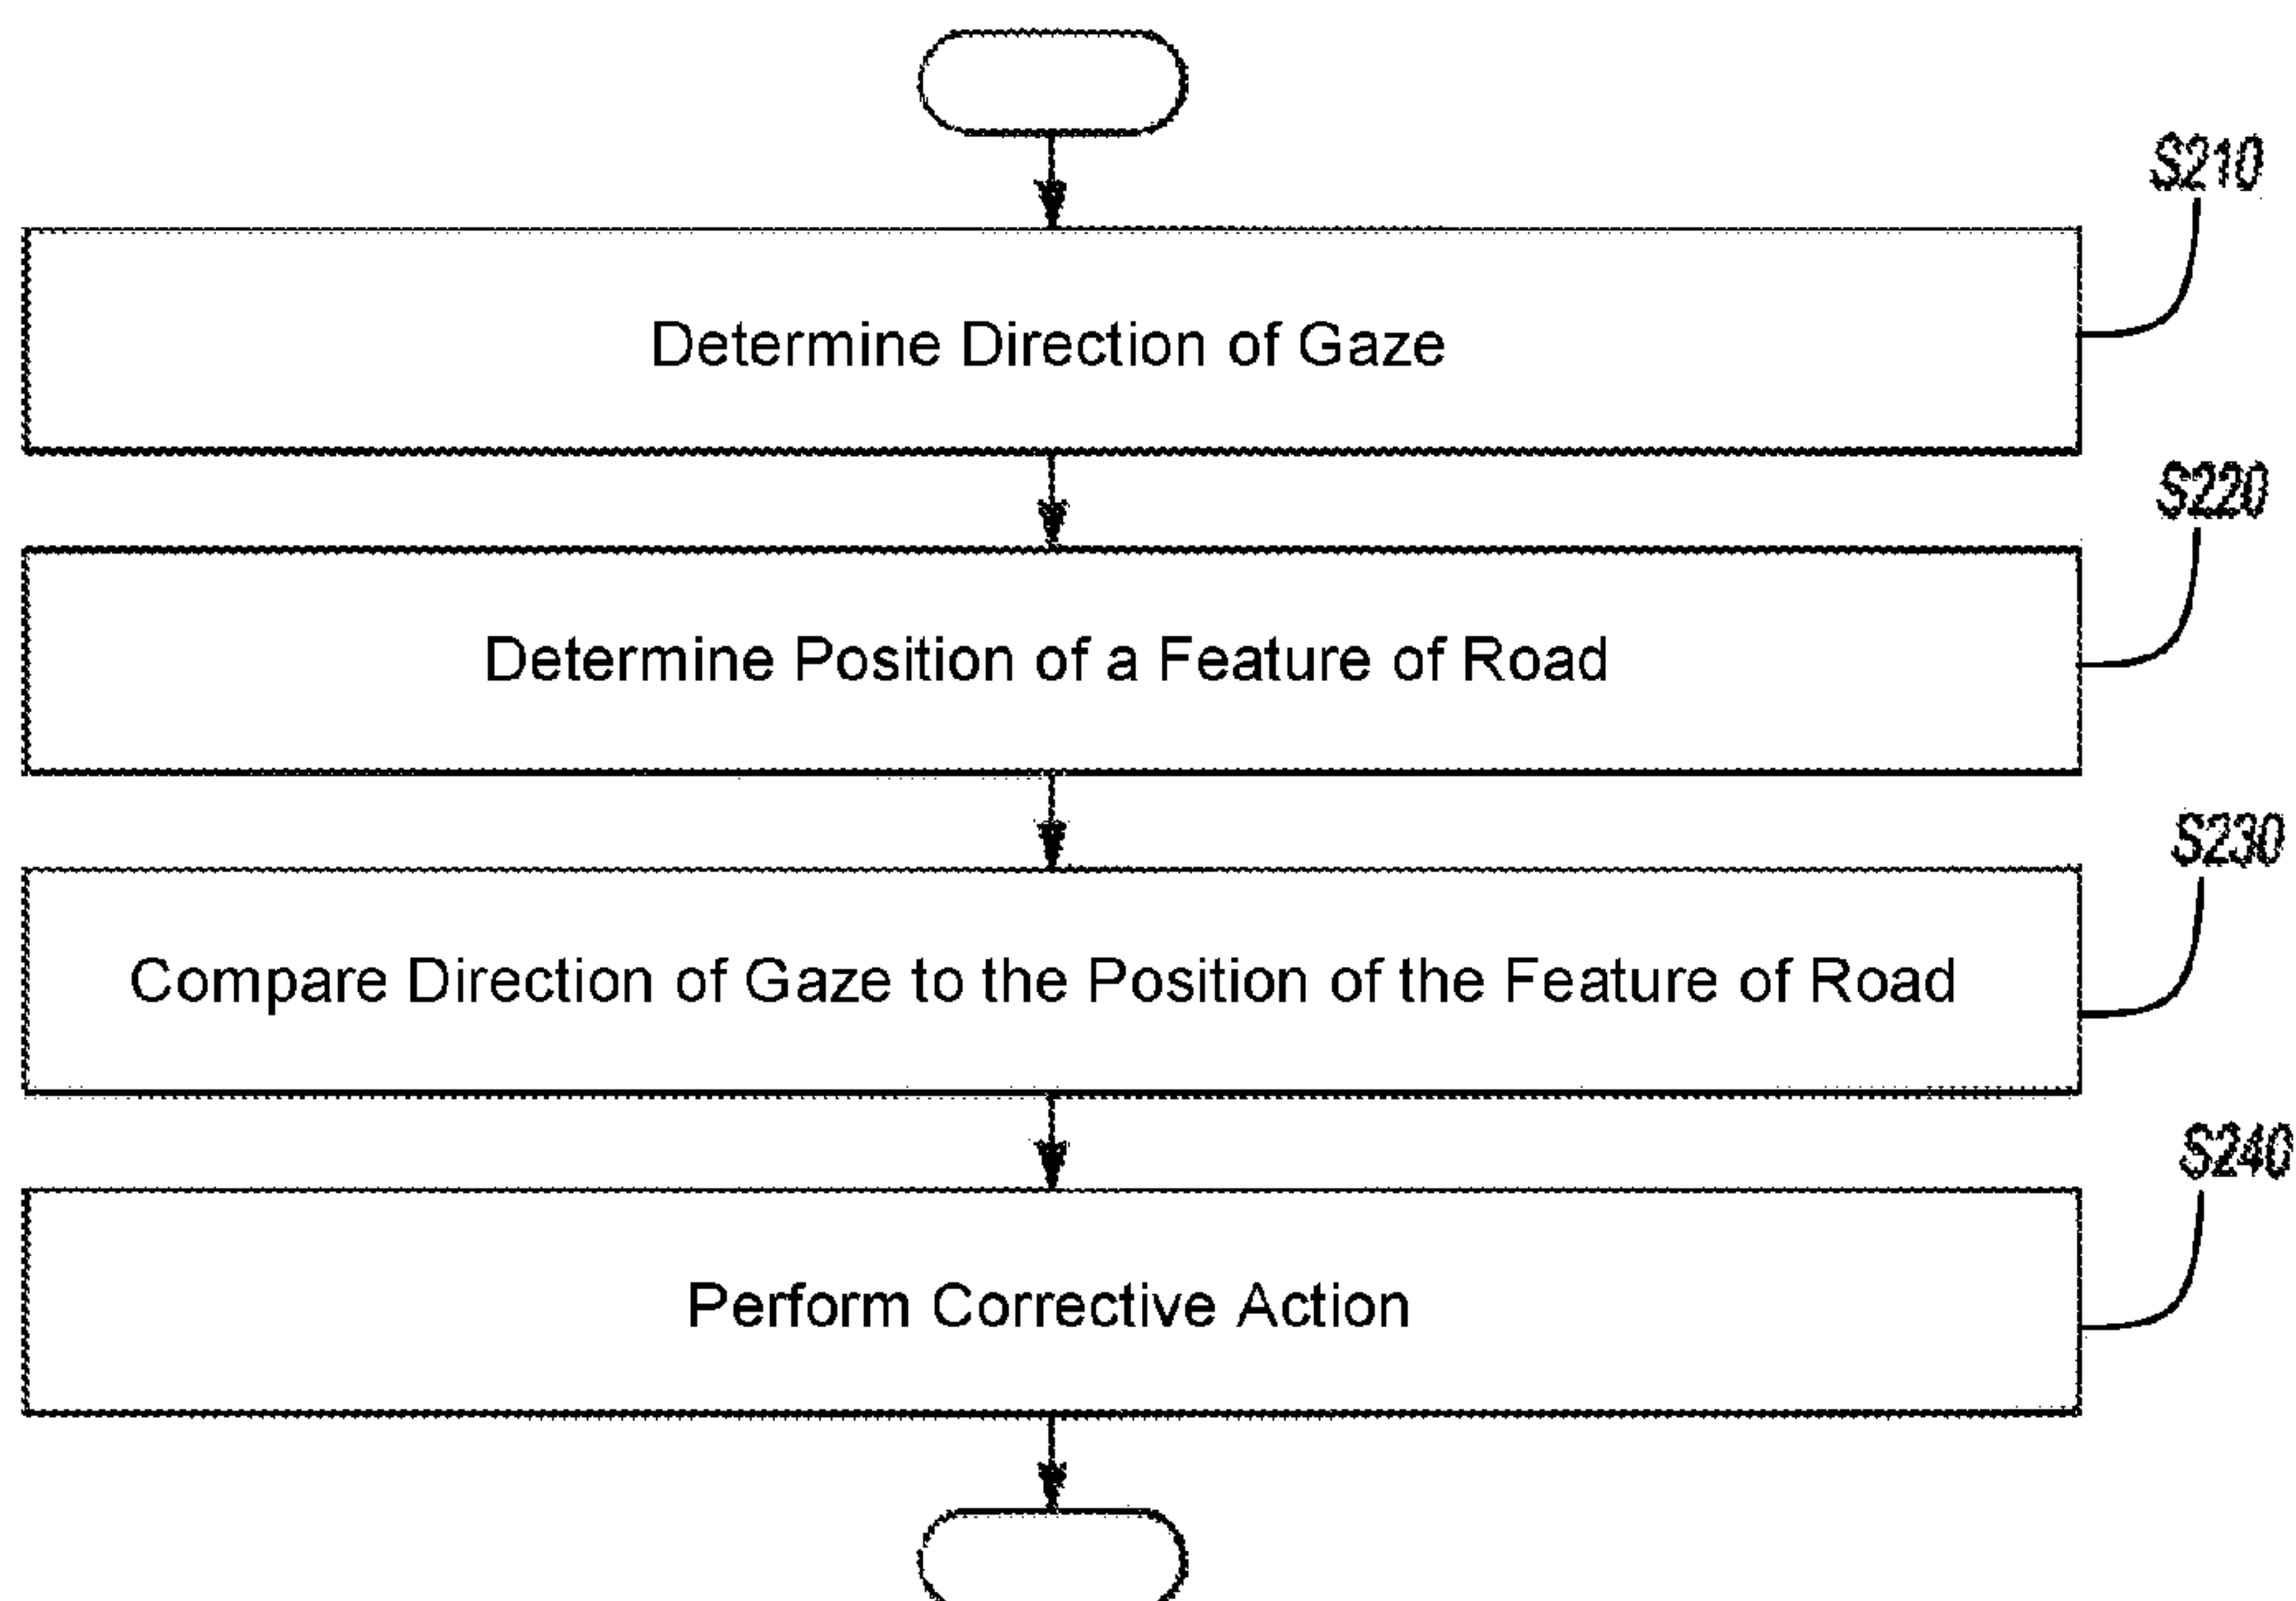 S210
Determine Direction of Gaze
S220
Determine Position of a Feature of Road
S230
Compare Direction of Gaze to the Position of the Feature of Road
S240
Perform Corrective Action